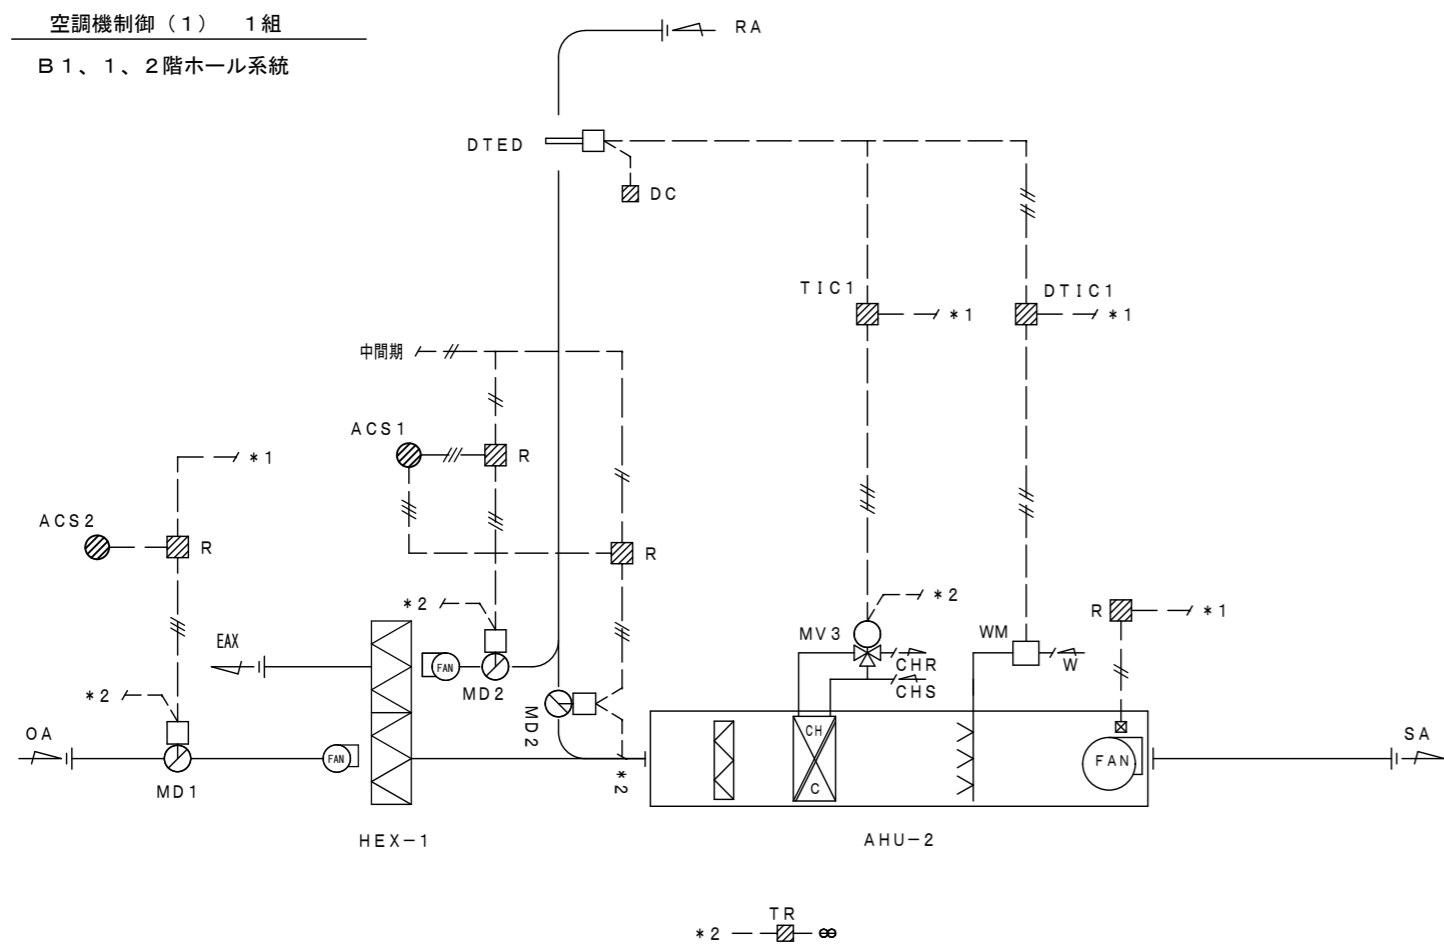 空調機制御（１）　１組
Ｂ１、１、２階ホール系統
RA
DTED
DC
TIC1
*1
DTIC1
*1
中間期
ACS1
R
*1
ACS2
R
R
*2
*2
R
*1
MV3
WM
EAX
CHR
W
CHS
FAN
MD2
*2
MD2
OA
CH
SA
FAN
FAN
*2
C
MD1
HEX-1
AHU-2
TR
*2